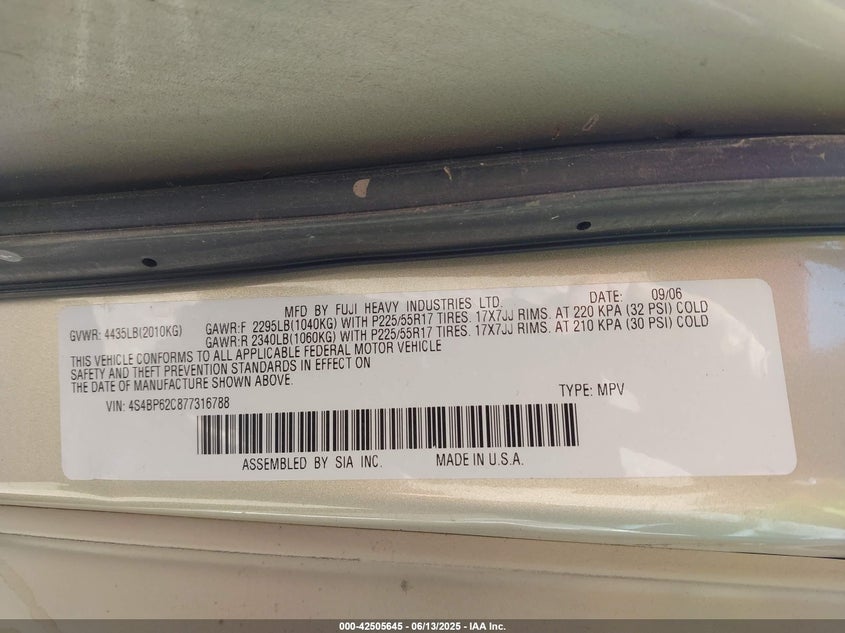 MFD BY FUJI HEAVY INDUSTRIES LTD. DATE: 09/06
GVWR: 4435LB(2010KG) GAWR:F 2295LB(1040KG) WITH P225/55R17 TIRES. 17X7JJ RIMS. AT 220 KPA (32 PSI) COLD
GAWR:R 2340LB(1060KG) WITH P225/55R17 TIRES. 17X7JJ RIMS. AT 210 KPA (30 PSI) COLD
THIS VEHICLE CONFORMS TO ALL APPLICABLE FEDERAL MOTOR VEHICLE
SAFETY AND THEFT PREVENTION STANDARDS IN EFFECT ON
THE DATE OF MANUFACTURE SHOWN ABOVE.
VIN: 4S4BP62C877316788 TYPE: MPV
ASSEMBLED BY SIA INC. MADE IN U.S.A.
000-42505645 - 06/13/2025 - IAA Inc.